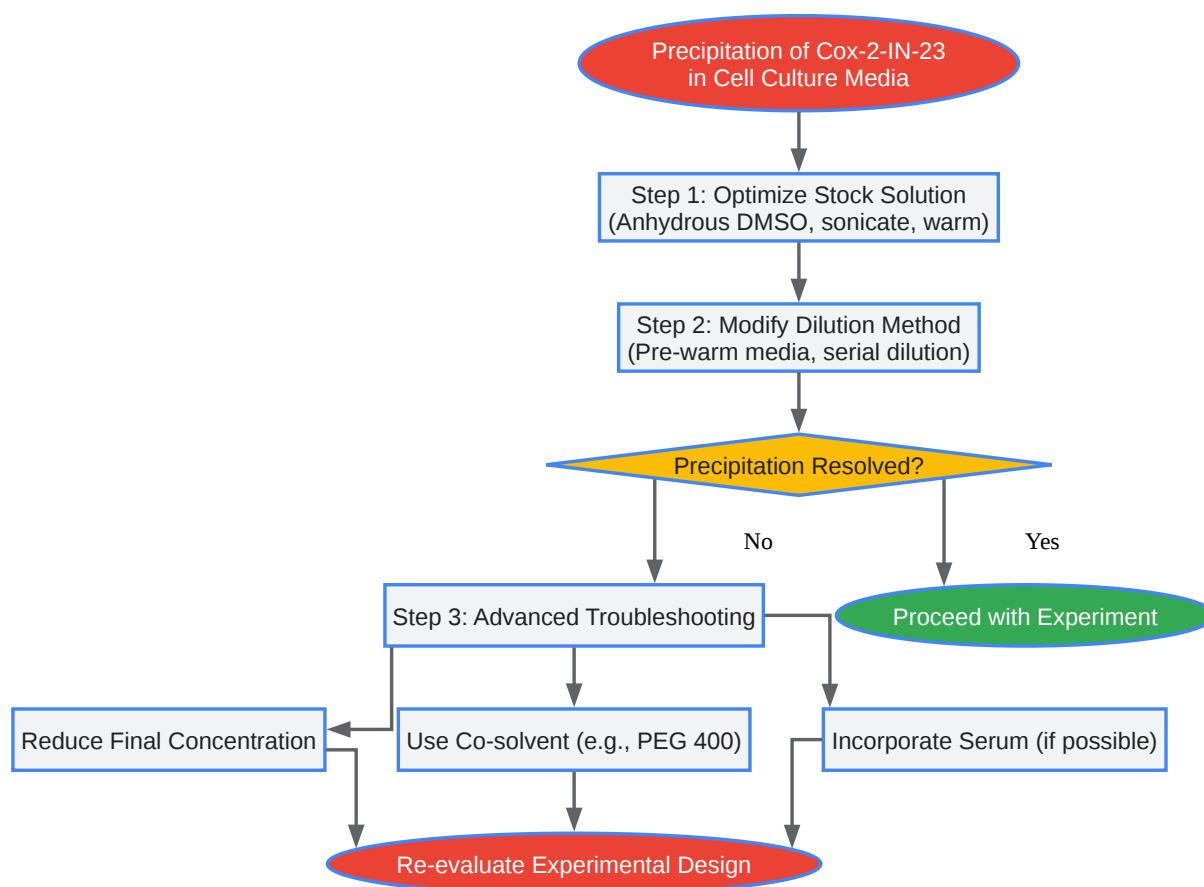 Precipitation of Cox-2-IN-23
in Cell Culture Media
Step 1: Optimize Stock Solution
(Anhydrous DMSO, sonicate, warm)
Step 2: Modify Dilution Method
(Pre-warm media, serial dilution)
Precipitation Resolved?
No
Yes
Step 3: Advanced Troubleshooting
Proceed with Experiment
Reduce Final Concentration
Use Co-solvent (e.g., PEG 400)
Incorporate Serum (if possible)
Re-evaluate Experimental Design